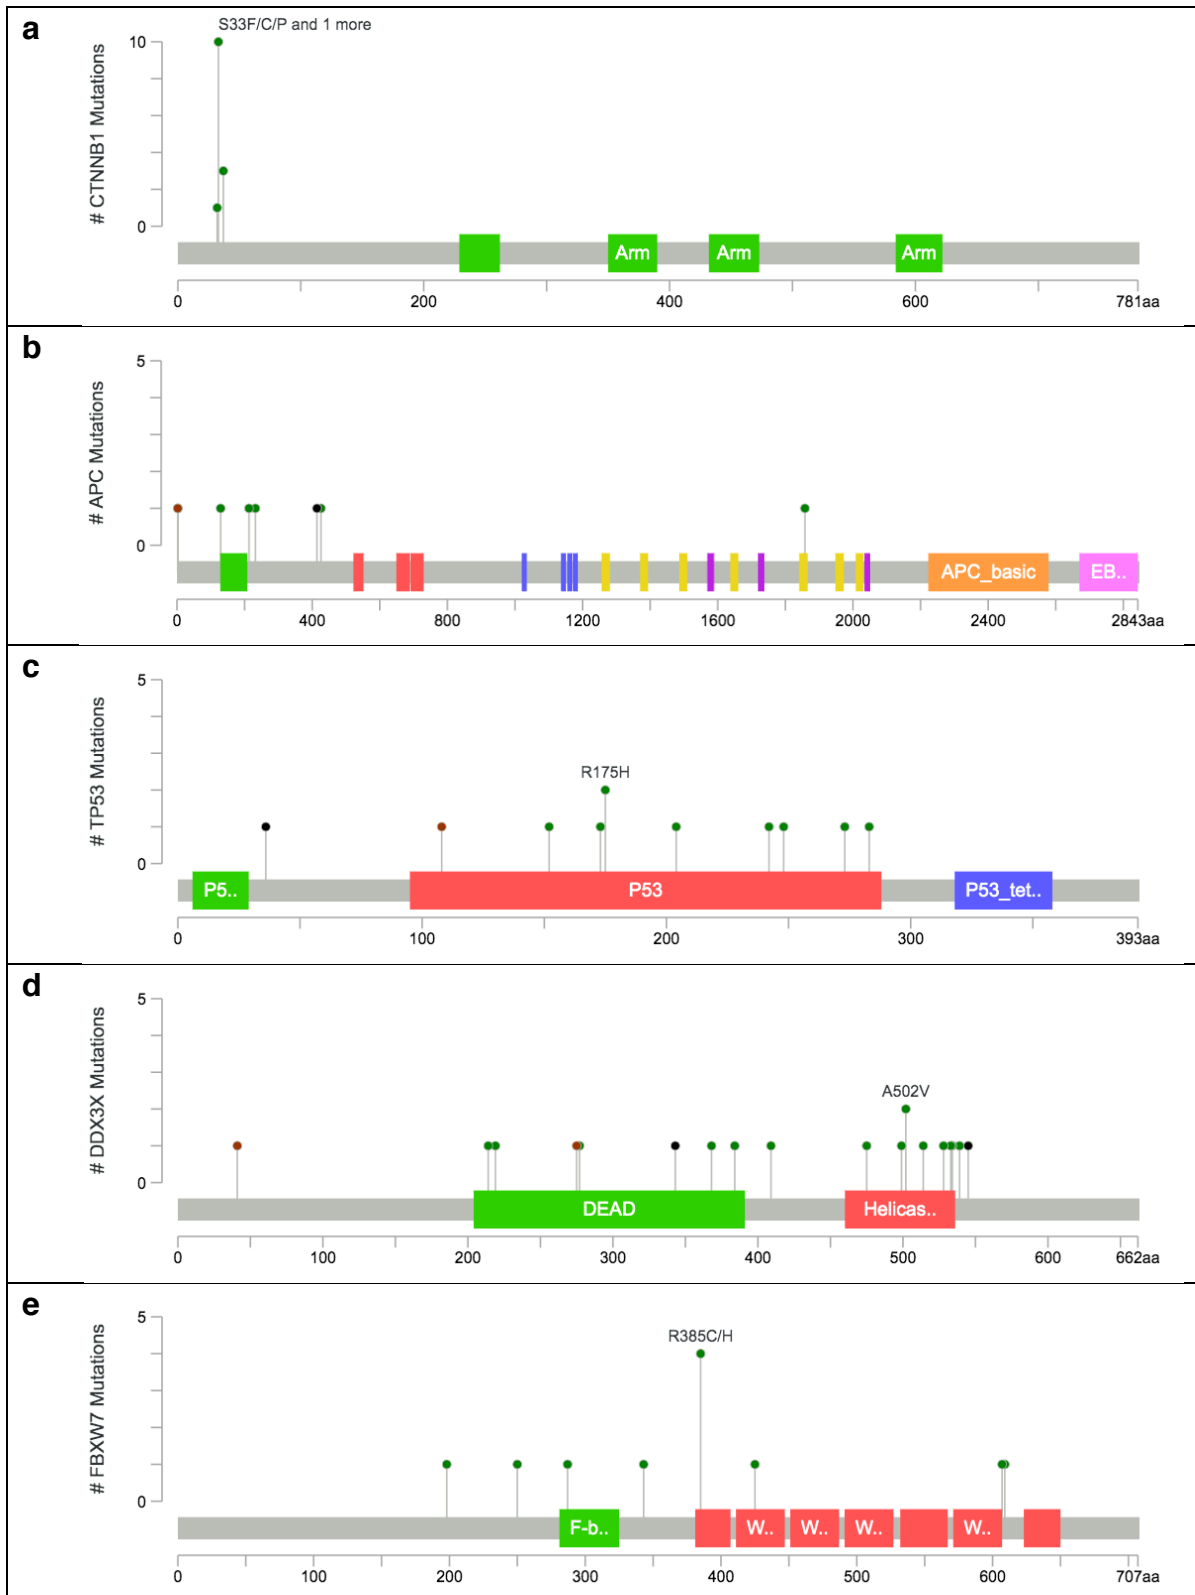 a
S33F/C/P and 1 more
# CTNNB1 Mutations
10
0
Arm Arm Arm
0 200 400 600 781aa
b
# APC Mutations
5
0
APC_basic EB..
0 400 800 1200 1600 2000 2400 2843aa
c
# TP53 Mutations
5
R175H
0
P5.. P53 P53_tet..
0 100 200 300 393aa
d
# DDX3X Mutations
5
A502V
0
DEAD Helicas..
0 100 200 300 400 500 600 662aa
e
# FBXW7 Mutations
5
R385C/H
0
F-b.. W.. W.. W.. W..
0 100 200 300 400 500 600 707aa